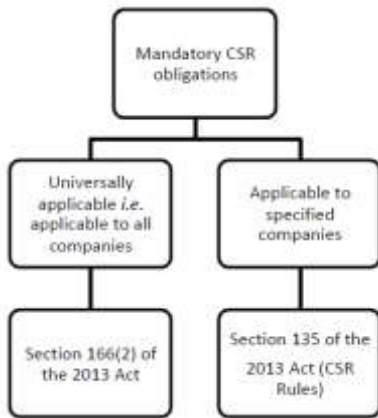 Mandatory CSR
obligations
Universally
applicable i.e.
applicable to all
companies
Applicable to
specified
companies
Section 166(2) of
the 2013 Act
Section 135 of the
2013 Act (CSR
Rules)